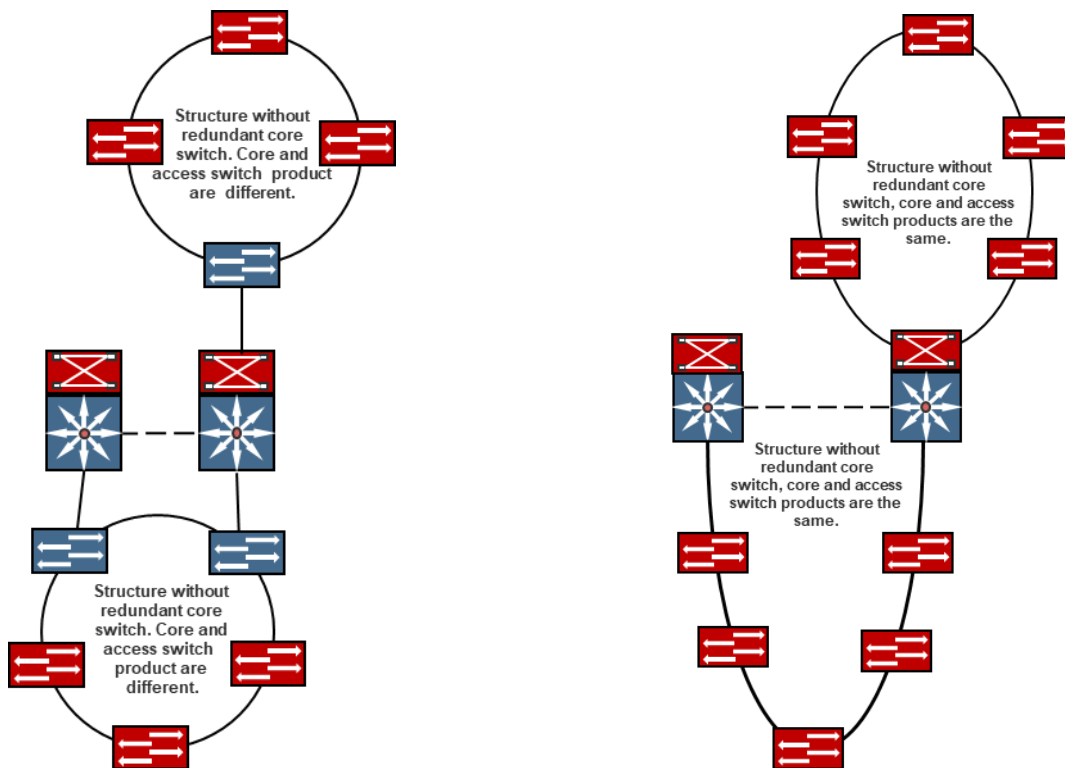 Structure without
redundant core
switch. Core and
access switch product
are different.
Structure without
redundant core
switch, core and access
switch products are the
same.
Structure without
redundant core
switch, core and access
switch products are the
same.
Structure without
redundant core
switch. Core and
access switch
product are
different.